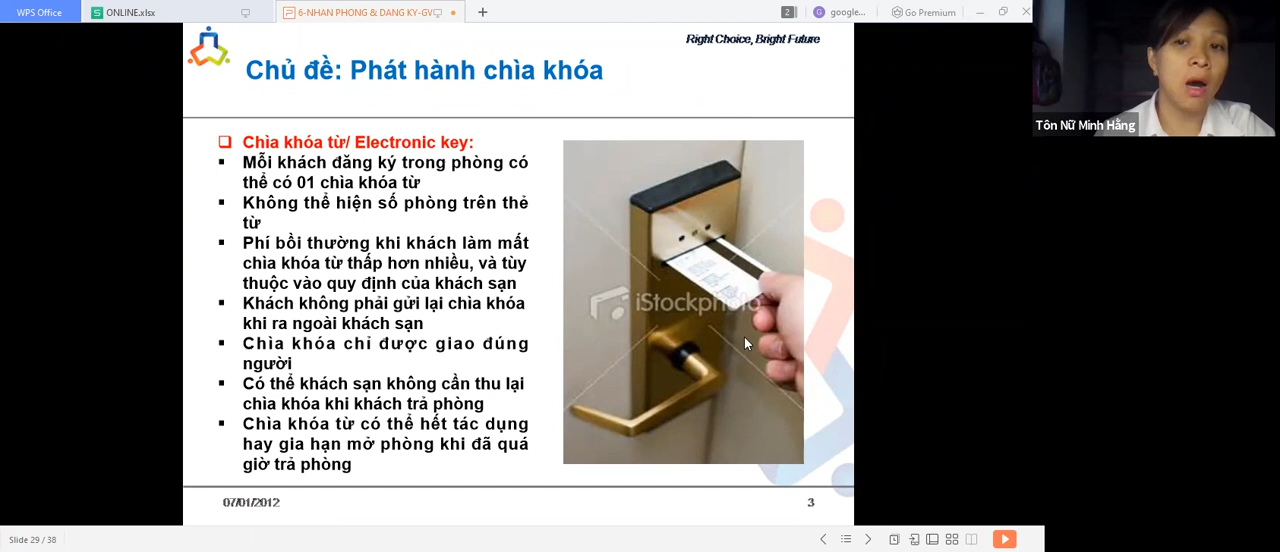 WPS Office
ONLINE.xlsx
6-NHAN PHONG & DANG KY-GV
2
google...
Go Premium
Right Choice, Bright Future
Chủ đề: Phát hành chìa khóa
Chìa khóa từ/ Electronic key:
Mỗi khách đăng ký trong phòng có
thể có 01 chìa khóa từ
Không thể hiện số phòng trên thẻ
từ
Phí bồi thường khi khách làm mất
chìa khóa từ thấp hơn nhiều, và tùy
thuộc vào quy định của khách sạn
Khách không phải gửi lại chìa khóa
khi ra ngoài khách sạn
Chìa khóa chỉ được giao đúng
người
Có thể khách sạn không cần thu lại
chìa khóa khi khách trả phòng
Chìa khóa từ có thể hết tác dụng
hay gia hạn mở phòng khi đã quá
giờ trả phòng
iStockphoto
07/01/2012
3
Tôn Nữ Minh Hằng
Slide 29 / 38